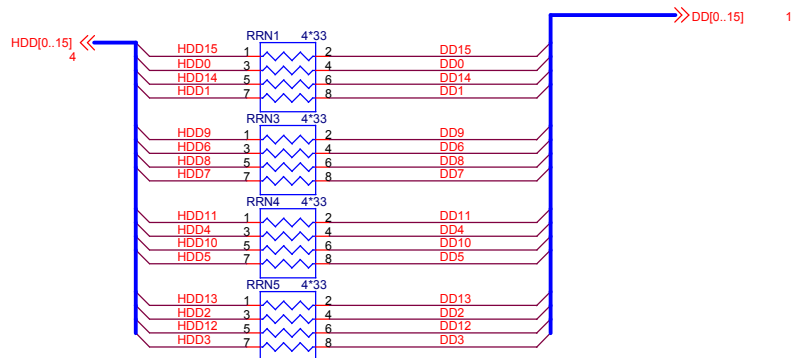 DD[0..15] 1
HDD[0..15]
4
RRN1 4*33
HDD15 1 2 DD15
HDD0 3 4 DD0
HDD14 5 6 DD14
HDD1 7 8 DD1
RRN3 4*33
HDD9 1 2 DD9
HDD6 3 4 DD6
HDD8 5 6 DD8
HDD7 7 8 DD7
RRN4 4*33
HDD11 1 2 DD11
HDD4 3 4 DD4
HDD10 5 6 DD10
HDD5 7 8 DD5
RRN5 4*33
HDD13 1 2 DD13
HDD2 3 4 DD2
HDD12 5 6 DD12
HDD3 7 8 DD3